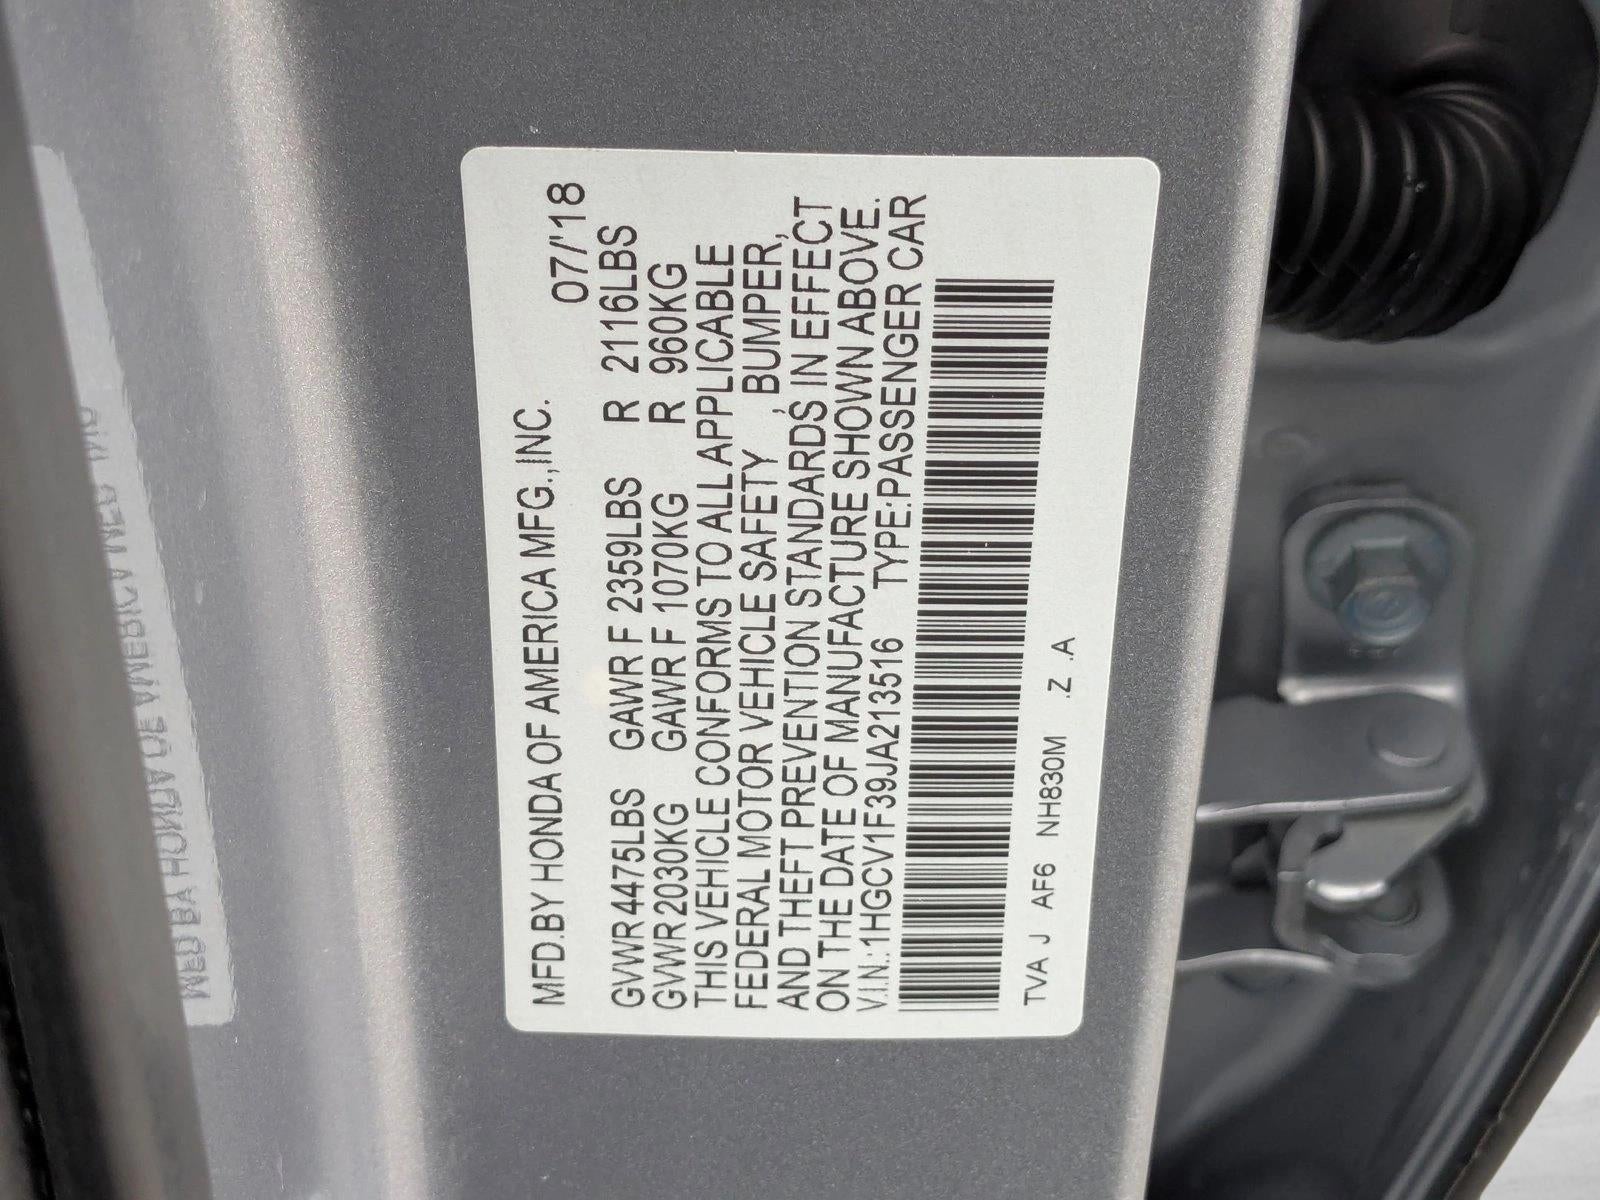 MFD.BY HONDA OF AMERICA MFG.,INC. 07/'18
GVWR 4475LBS GAWR F 2359LBS R 2116LBS
GVWR 2030KG GAWR F 1070KG R 960KG
THIS VEHICLE CONFORMS TO ALL APPLICABLE
FEDERAL MOTOR VEHICLE SAFETY , BUMPER,
AND THEFT PREVENTION STANDARDS IN EFFECT
ON THE DATE OF MANUFACTURE SHOWN ABOVE.
V.I.N.:1HGCV1F39JA213516 TYPE:PASSENGER CAR
TVA J AF6 NH830M .Z .A